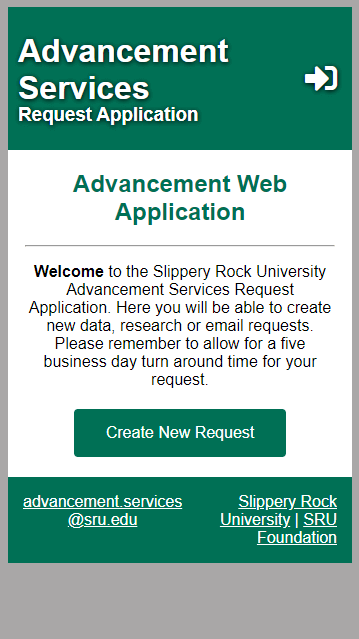 Advancement
Services
Request Application
Advancement Web
Application
Welcome to the Slippery Rock University
Advancement Services Request
Application. Here you will be able to create
new data, research or email requests.
Please remember to allow for a five
business day turn around time for your
request.
Create New Request
advancement.services
@sru.edu
Slippery Rock
University | SRU
Foundation